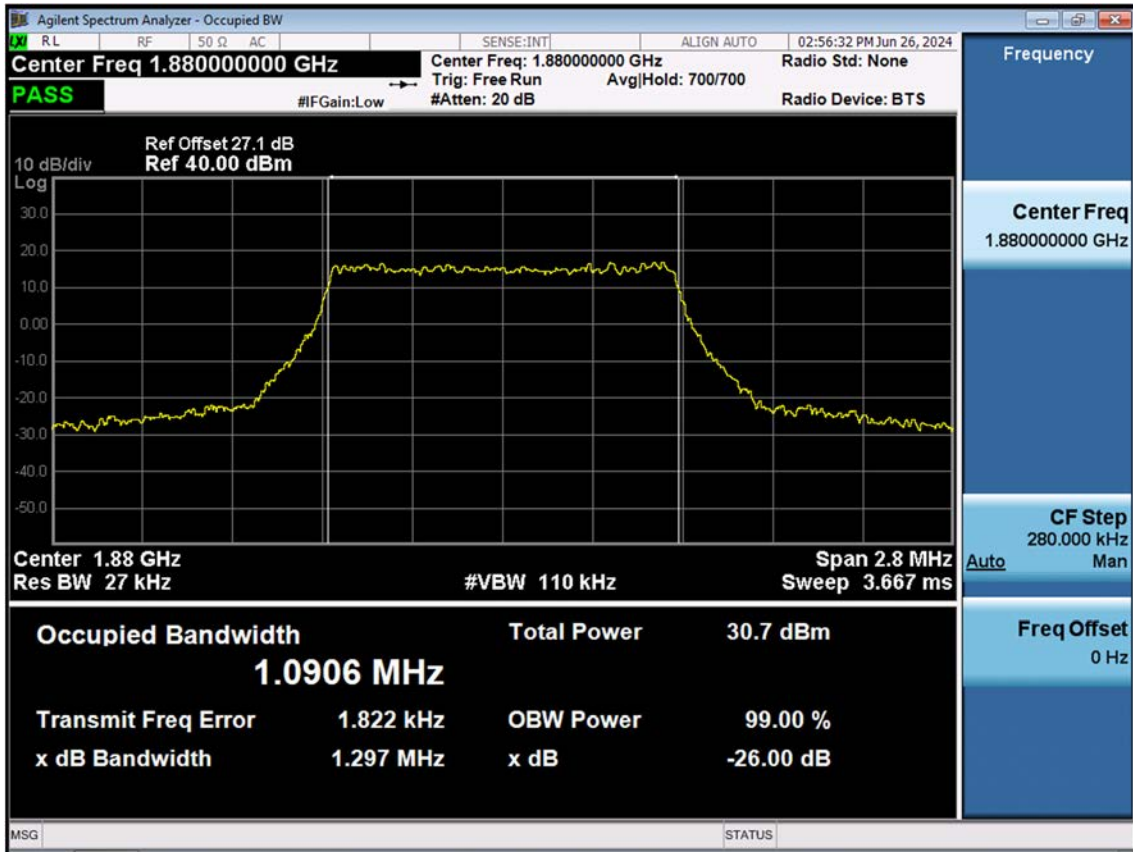 Agilent Spectrum Analyzer - Occupied BW
LXI RL RF 50 Ω AC SENSE:INT ALIGN AUTO 02:56:32 PM Jun 26, 2024
Center Freq 1.880000000 GHz
PASS
#IFGain:Low
Center Freq: 1.880000000 GHz
Trig: Free Run Avg|Hold: 700/700
#Atten: 20 dB
Radio Std: None
Radio Device: BTS
Ref Offset 27.1 dB
10 dB/div Ref 40.00 dBm
Log
30.0
20.0
10.0
0.00
-10.0
-20.0
-30.0
-40.0
-50.0
Center 1.88 GHz Span 2.8 MHz
Res BW 27 kHz #VBW 110 kHz Sweep 3.667 ms
Occupied Bandwidth Total Power 30.7 dBm
1.0906 MHz
Transmit Freq Error 1.822 kHz OBW Power 99.00 %
x dB Bandwidth 1.297 MHz x dB -26.00 dB
MSG STATUS
Frequency
Center Freq
1.880000000 GHz
CF Step
280.000 kHz
Auto Man
Freq Offset
0 Hz